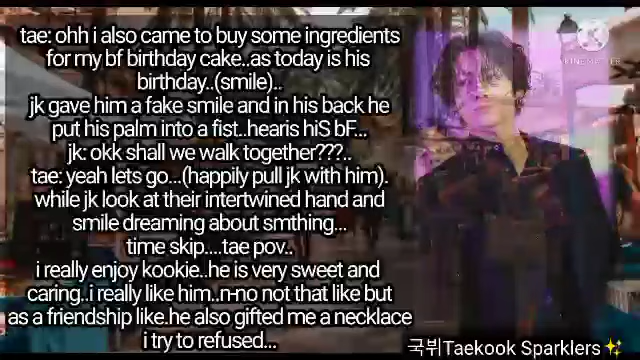 tae: ohh i also came to buy some ingredients
for my bf birthday cake..as today is his
birthday..(smile)..
jk gave him a fake smile and in his back he
put his palm into a fist..hearis hiS bF...
jk: okk shall we walk together???..
tae: yeah lets go...(happily pull jk with him).
while jk look at their intertwined hand and
smile dreaming about smthing...
time skip....tae pov..
i really enjoy kookie..he is very sweet and
caring..i really like him..n-no not that like but
as a friendship like.he also gifted me a necklace
i try to refused...
KINEMASTER
국뷔Taekook Sparklers✨